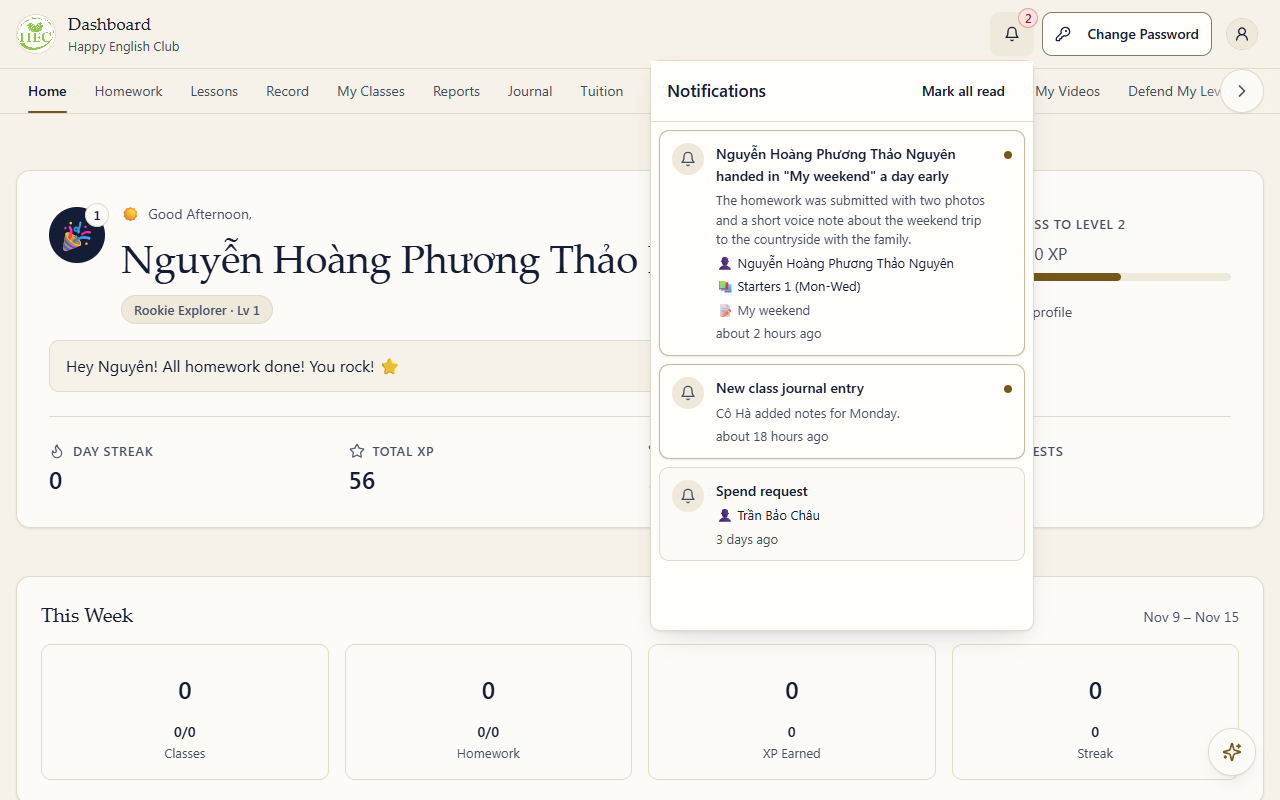 HEC
Dashboard
Happy English Club
2
Change Password
Home
Homework
Lessons
Record
My Classes
Reports
Journal
Tuition
My Videos
Defend My Lev
Notifications
Mark all read
Nguyễn Hoàng Phương Thảo Nguyên
handed in "My weekend" a day early
The homework was submitted with two photos
and a short voice note about the weekend trip
to the countryside with the family.
Nguyễn Hoàng Phương Thảo Nguyên
Starters 1 (Mon-Wed)
My weekend
about 2 hours ago
New class journal entry
Cô Hà added notes for Monday.
about 18 hours ago
Spend request
Trần Bảo Châu
3 days ago
1
Good Afternoon,
Nguyễn Hoàng Phương Thảo
Rookie Explorer · Lv 1
SS TO LEVEL 2
0 XP
profile
Hey Nguyên! All homework done! You rock!
DAY STREAK
0
TOTAL XP
56
ESTS
This Week
Nov 9 – Nov 15
0
0/0
Classes
0
0/0
Homework
0
0
XP Earned
0
0
Streak